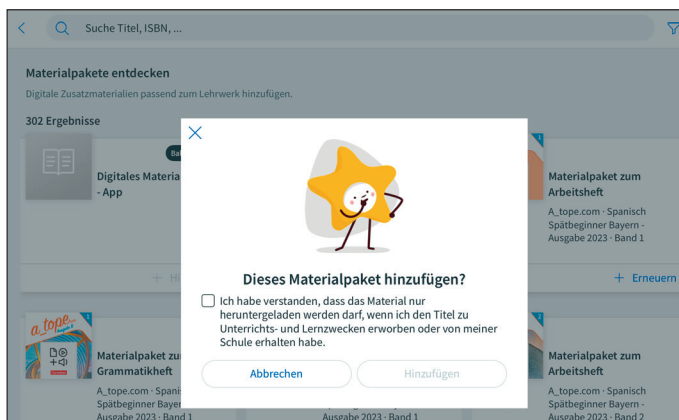 Suche Titel, ISBN, ...
Materialpakete entdecken
Digitale Zusatzmaterialien passend zum Lehrwerk hinzufügen.
302 Ergebnisse
Digitales
- App
Dieses Materialpaket hinzufügen?
Ich habe verstanden, dass das Material nur
heruntergeladen werden darf, wenn ich den Titel zu
Unterrichts- und Lernzwecken erworben oder von meiner
Schule erhalten habe.
Abbrechen
Hinzufügen
Materialpaket zum
Arbeitsheft
A_tope.com · Spanisch
Spätbeginner Bayern -
Ausgabe 2023 · Band 1
+ Erneuern
a_tope.com
Materialpaket
Grammatikheft
A_tope.com ·
Spätbeginner
Ausgabe 2023 · Band 1
Ausgabe 2023 · Band 1
Materialpaket zum
Arbeitsheft
A_tope.com · Spanisch
Spätbeginner Bayern -
Ausgabe 2023 · Band 2